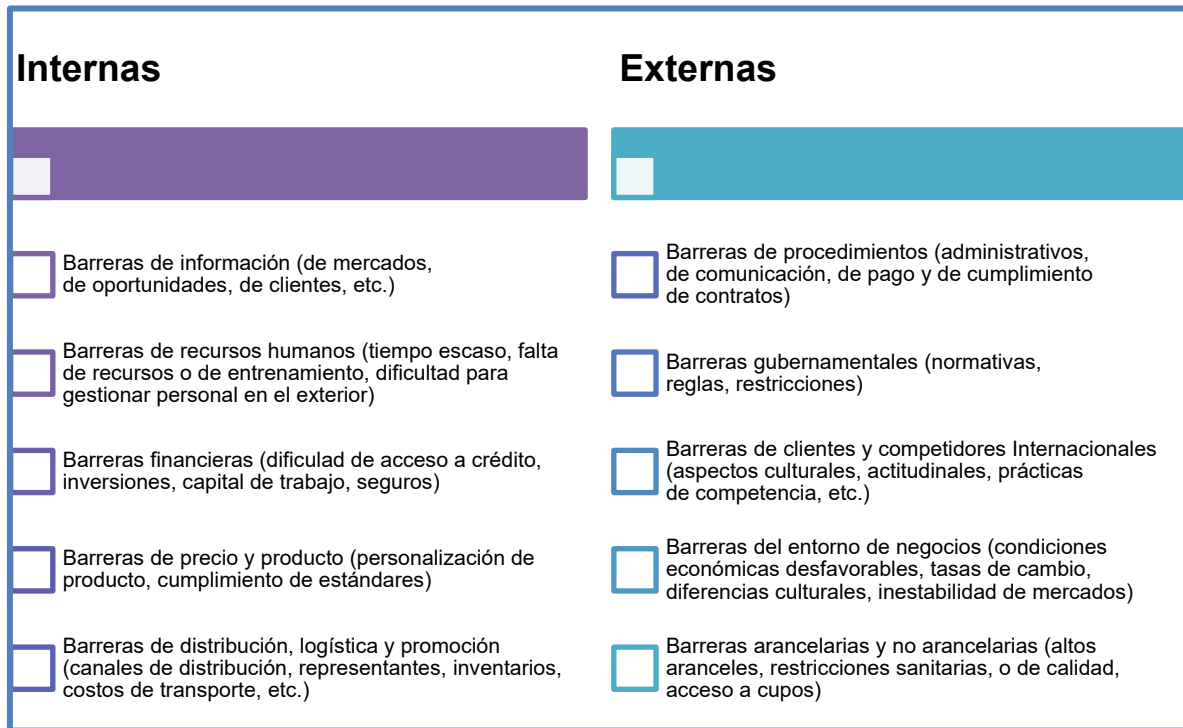 Internas
Barreras de información (de mercados,
de oportunidades, de clientes, etc.)
Barreras de recursos humanos (tiempo escaso, falta
de recursos o de entrenamiento, dificultad para
gestionar personal en el exterior)
Barreras financieras (dificulad de acceso a crédito,
inversiones, capital de trabajo, seguros)
Barreras de precio y producto (personalización de
producto, cumplimiento de estándares)
Barreras de distribución, logística y promoción
(canales de distribución, representantes, inventarios,
costos de transporte, etc.)
Externas
Barreras de procedimientos (administrativos,
de comunicación, de pago y de cumplimiento
de contratos)
Barreras gubernamentales (normativas,
reglas, restricciones)
Barreras de clientes y competidores Internacionales
(aspectos culturales, actitudinales, prácticas
de competencia, etc.)
Barreras del entorno de negocios (condiciones
económicas desfavorables, tasas de cambio,
diferencias culturales, inestabilidad de mercados)
Barreras arancelarias y no arancelarias (altos
aranceles, restricciones sanitarias, o de calidad,
acceso a cupos)